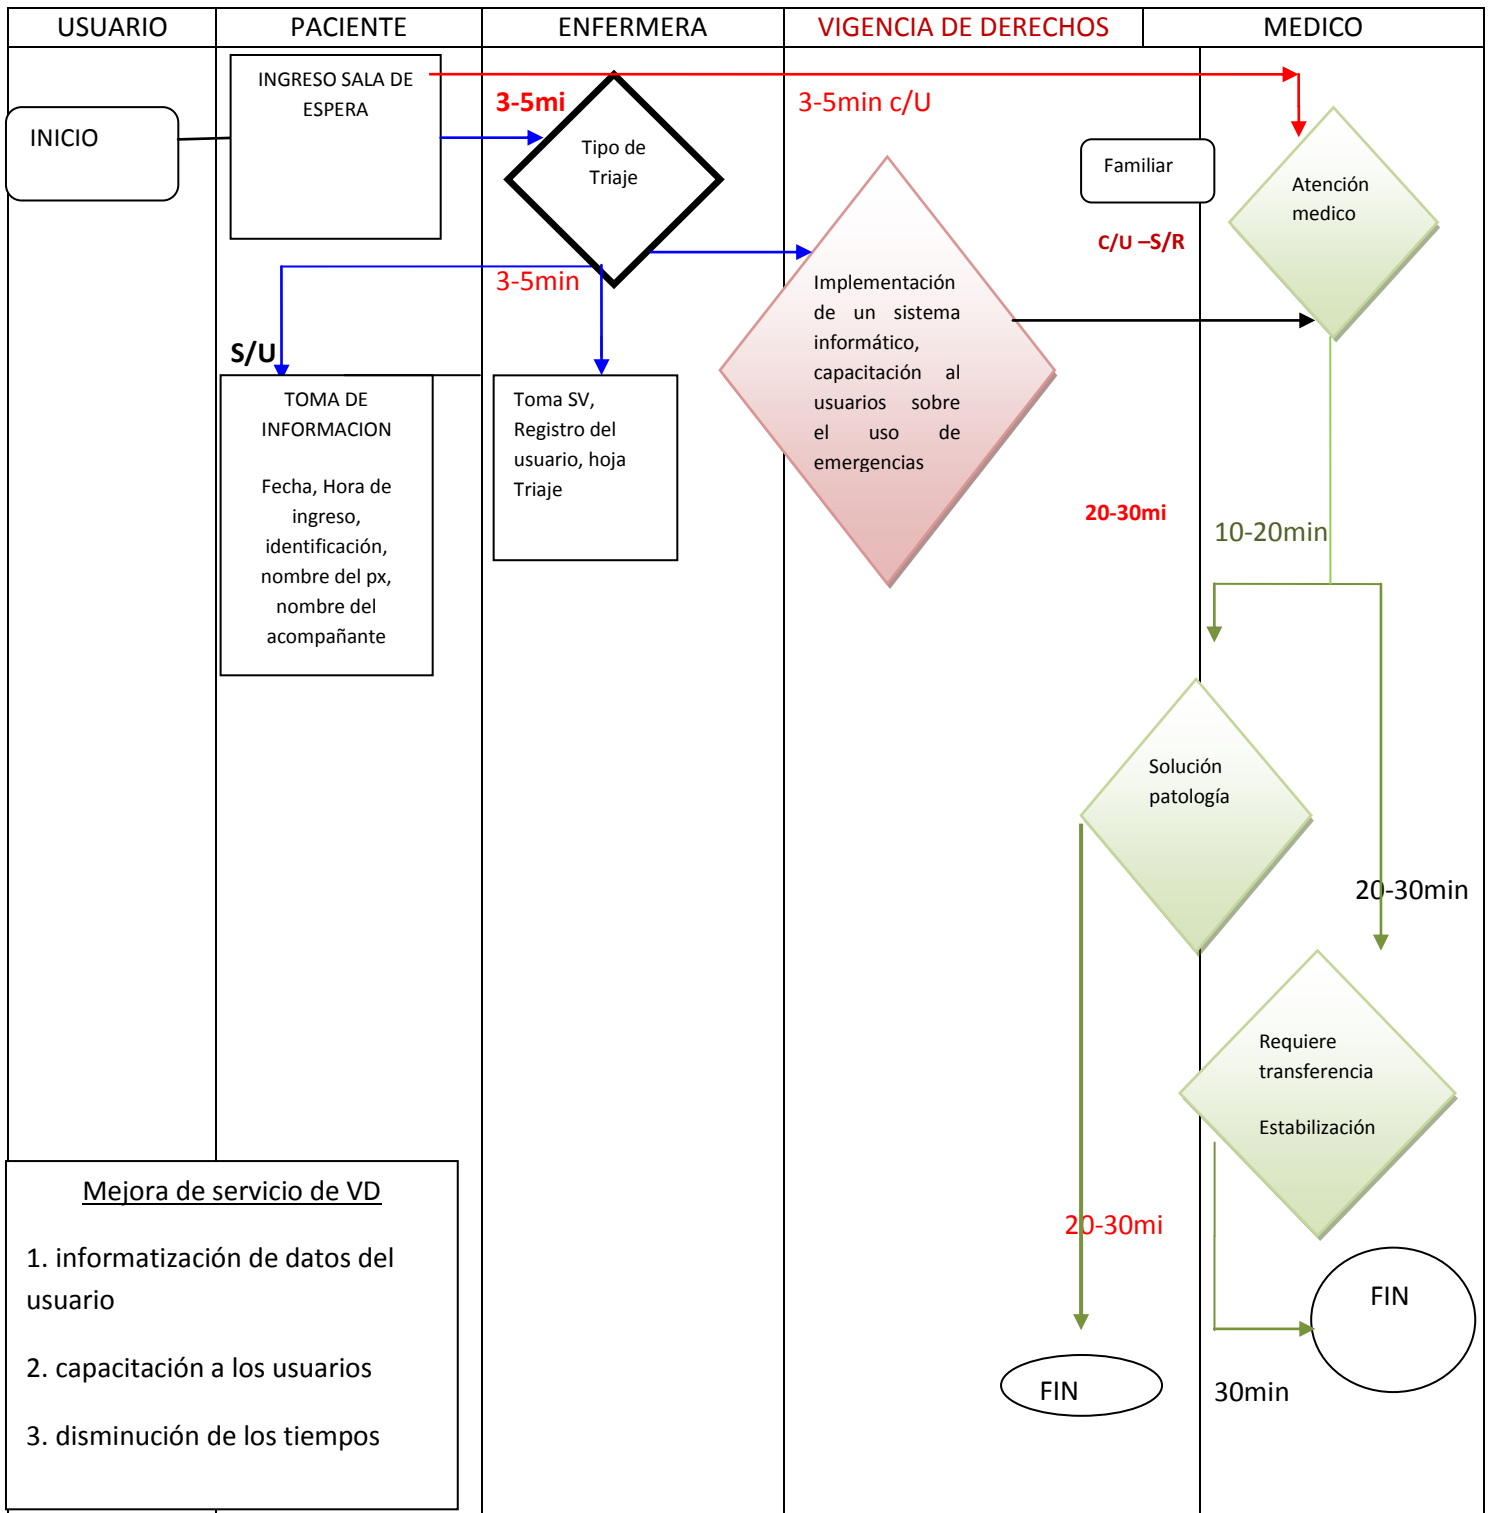 USUARIO
PACIENTE
ENFERMERA
VIGENCIA DE DERECHOS
MEDICO
INICIO
INGRESO SALA DE
ESPERA
3-5mi
Tipo de
Triaje
3-5min c/U
Familiar
Atención
medico
C/U –S/R
3-5min
S/U
TOMA DE
INFORMACION
Fecha, Hora de
ingreso,
identificación,
nombre del px,
nombre del
acompañante
Toma SV,
Registro del
usuario, hoja
Triaje
Implementación
de un sistema
informático,
capacitación al
usuarios sobre
el uso de
emergencias
20-30mi
10-20min
Solución
patología
20-30min
Requiere
transferencia
Estabilización
20-30mi
FIN
FIN
30min
Mejora de servicio de VD
1. informatización de datos del
usuario
2. capacitación a los usuarios
3. disminución de los tiempos